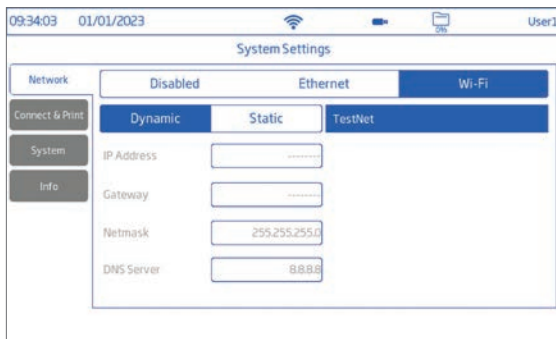 09:34:03 01/01/2023 0% User1
System Settings
Network Disabled Ethernet Wi-Fi
Connect & Print Dynamic Static TestNet
System IP Address --------
Info
Gateway --------
Netmask 255.255.255.0
DNS Server 8.8.8.8